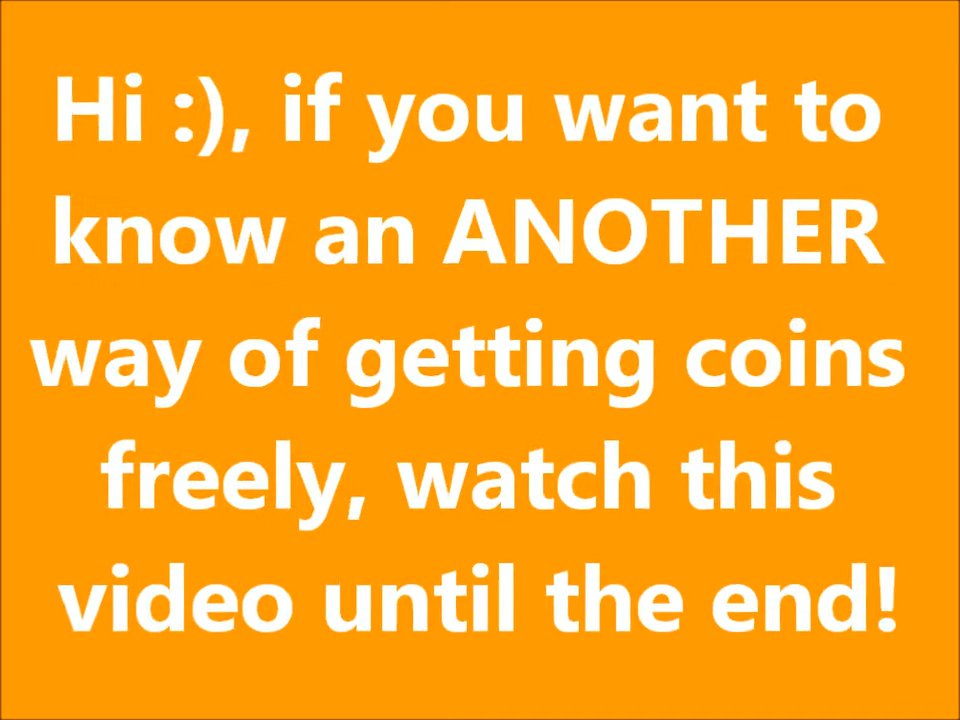 Hi :), if you want to
know an ANOTHER
way of getting coins
freely, watch this
video until the end!